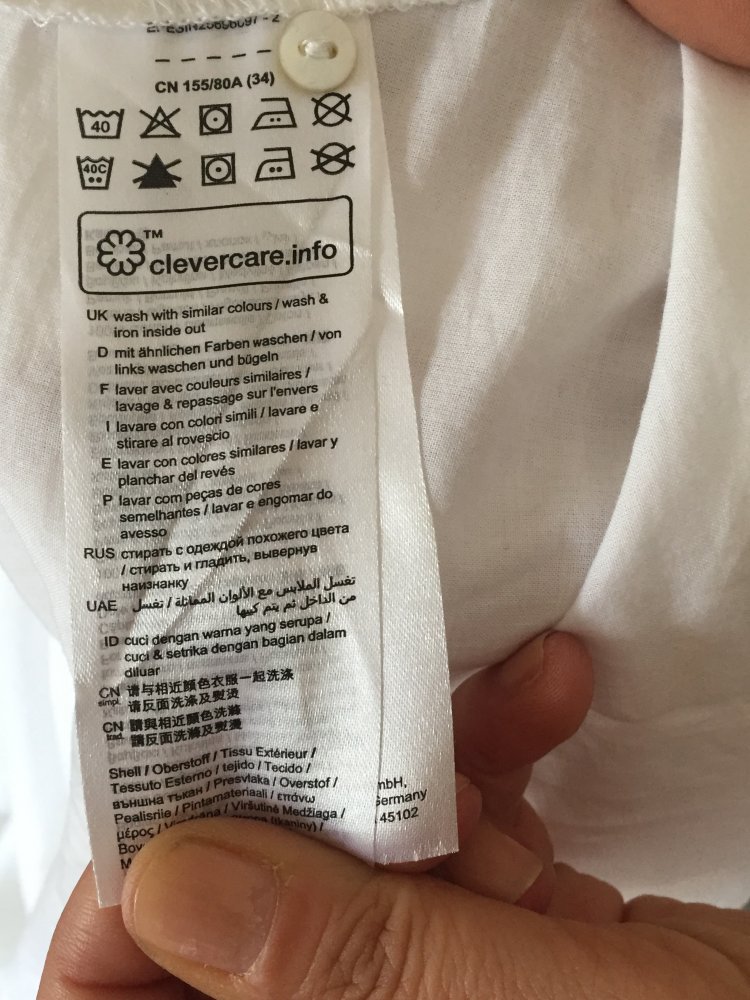 CN 155/80A (34)
40
40C
TM
clevercare.info
UK wash with similar colours / wash &
iron inside out
D mit ähnlichen Farben waschen / von
links waschen und bügeln
F laver avec couleurs similaires /
lavage & repassage sur l'envers
I lavare con colori simili / lavare e
stirare al rovescio
E lavar con colores similares / lavar y
planchar del revés
P lavar com peças de cores
semelhantes / lavar e engomar do
avesso
RUS стирать с одеждой похожего цвета
/ стирать и гладить, вывернув
наизнанку
UAE تغسل الملابس مع الألوان المماثلة / تغسل
من الداخل ثم يتم كيها
ID cuci dengan warna yang serupa /
cuci & setrika dengan bagian dalam
diluar
CN simpl. 请与相近颜色衣服一起洗涤
请反面洗涤及熨烫
CN trad. 請與相近顏色洗滌
請反面洗滌及熨燙
Shell / Oberstoff / Tissu Extérieur /
Tessuto Esterno / tejido / Tecido /
външна тъкан / Presvlaka / Overstof /
Pealisriie / Pintamateriaali / επάνω
μέρος / Viršutinė Medžiaga /
(tkaniny) /
mbH,
Germany
45102